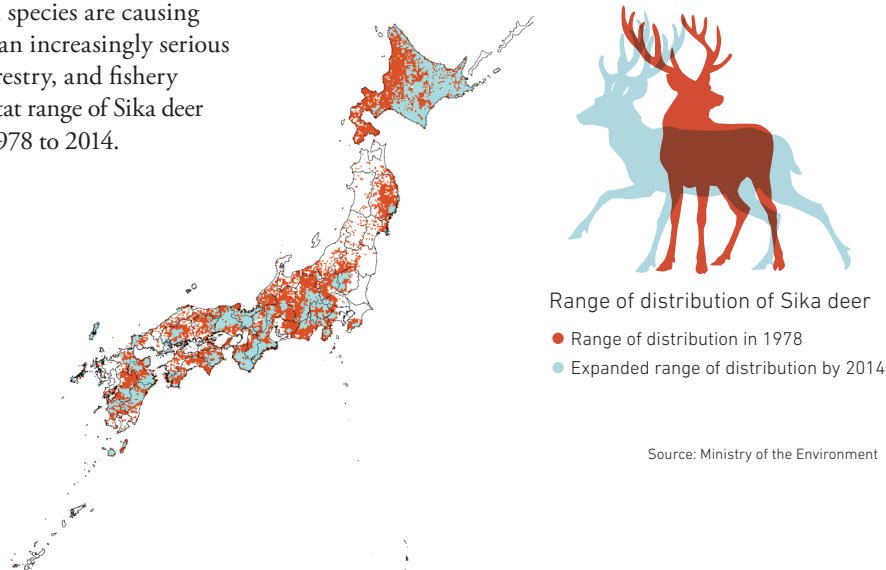 species are causing
an increasingly serious
restry, and fishery
tat range of Sika deer
978 to 2014.
Range of distribution of Sika deer
Range of distribution in 1978
Expanded range of distribution by 2014
Source: Ministry of the Environment